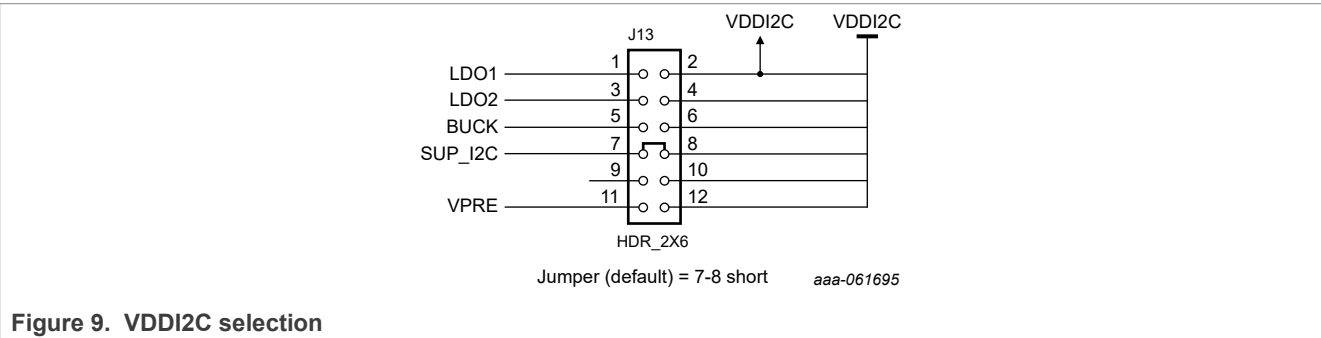 VDDI2C VDDI2C
J13
1 2
LDO1
3 4
LDO2
5 6
BUCK
7 8
SUP_I2C
9 10
11 12
VPRE
HDR_2X6
Jumper (default) = 7-8 short aaa-061695
Figure 9. VDDI2C selection